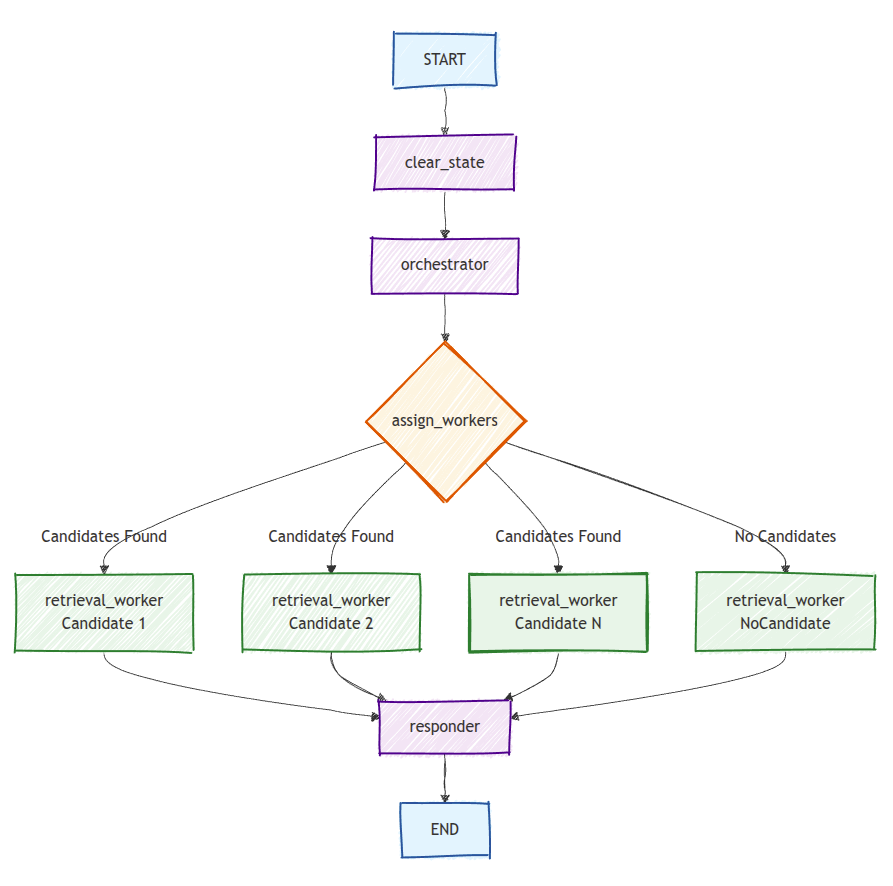 START
clear_state
orchestrator
assign_workers
Candidates Found
Candidates Found
Candidates Found
No Candidates
retrieval_worker
Candidate 1
retrieval_worker
Candidate 2
retrieval_worker
Candidate N
retrieval_worker
NoCandidate
responder
END